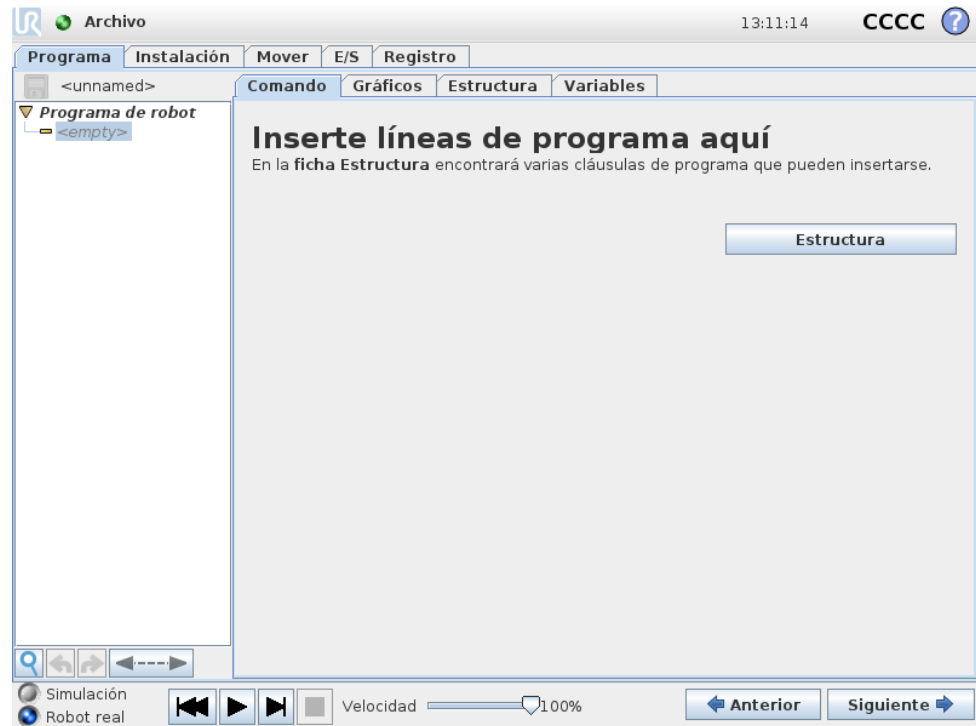 UR Archivo 13:11:14 CCCC ?
Programa Instalación Mover E/S Registro
<unnamed>
Comando Gráficos Estructura Variables
Programa de robot
<empty>
Inserte líneas de programa aquí
En la ficha Estructura encontrará varias cláusulas de programa que pueden insertarse.
Estructura
Simulación
Robot real
Velocidad 100%
Anterior Siguiente